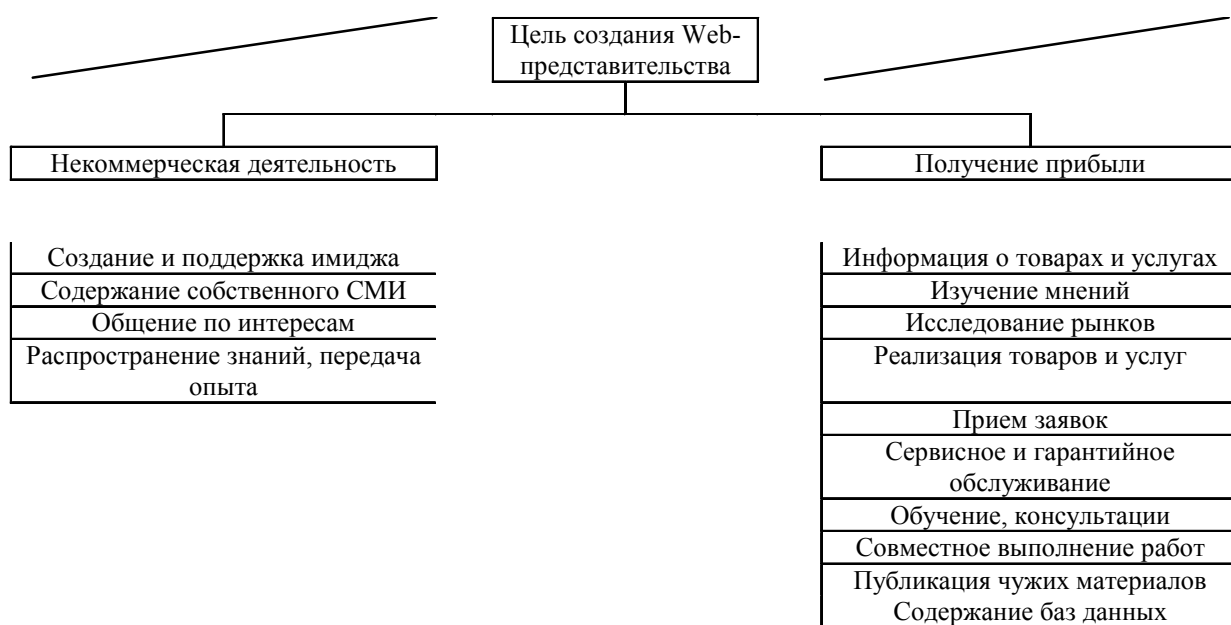 Цель создания Web-
представительства
Некоммерческая деятельность
Получение прибыли
Создание и поддержка имиджа
Содержание собственного СМИ
Общение по интересам
Распространение знаний, передача
опыта
Информация о товарах и услугах
Изучение мнений
Исследование рынков
Реализация товаров и услуг
Прием заявок
Сервисное и гарантийное
обслуживание
Обучение, консультации
Совместное выполнение работ
Публикация чужих материалов
Содержание баз данных